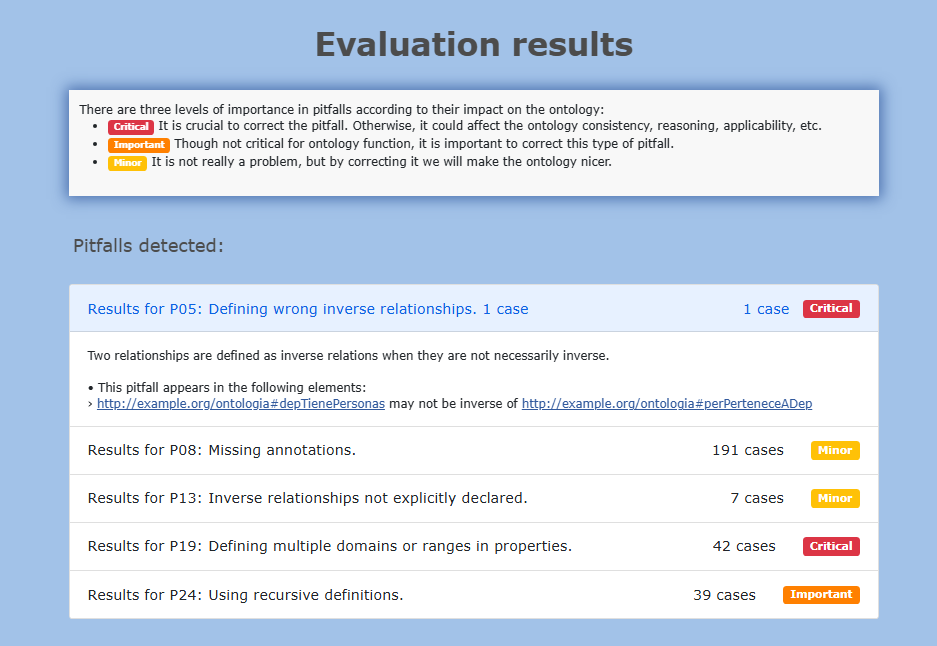 Evaluation results
There are three levels of importance in pitfalls according to their impact on the ontology:
• Critical It is crucial to correct the pitfall. Otherwise, it could affect the ontology consistency, reasoning, applicability, etc.
• Important Though not critical for ontology function, it is important to correct this type of pitfall.
• Minor It is not really a problem, but by correcting it we will make the ontology nicer.
Pitfalls detected:
Results for P05: Defining wrong inverse relationships. 1 case 1 case Critical
Two relationships are defined as inverse relations when they are not necessarily inverse.
• This pitfall appears in the following elements:
› http://example.org/ontologia#depTienePersonas may not be inverse of http://example.org/ontologia#perPerteneceADep
Results for P08: Missing annotations. 191 cases Minor
Results for P13: Inverse relationships not explicitly declared. 7 cases Minor
Results for P19: Defining multiple domains or ranges in properties. 42 cases Critical
Results for P24: Using recursive definitions. 39 cases Important